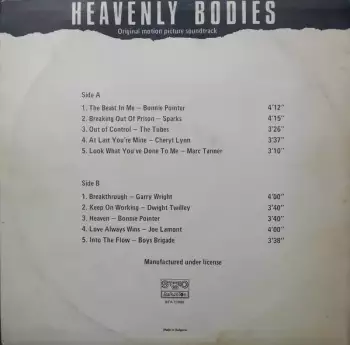 HEAVENLY BODIES
Original motion picture soundtrack
Side A
1. The Beast In Me – Bonnie Pointer 4'12"
2. Breaking Out Of Prison – Sparks 4'15"
3. Out of Control – The Tubes 3'26"
4. At Last You're Mine – Cheryl Lynn 3'37"
5. Look What You've Done To Me – Marc Tanner 3'10"
Side B
1. Breakthrough – Garry Wright 4'00"
2. Keep On Working – Dwight Twilley 3'40"
3. Heaven – Bonnie Pointer 3'40"
4. Love Always Wins – Joe Lamont 4'00"
5. Into The Flow – Boys Brigade 3'38"
Manufactured under license
STEREO
Made in Bulgaria